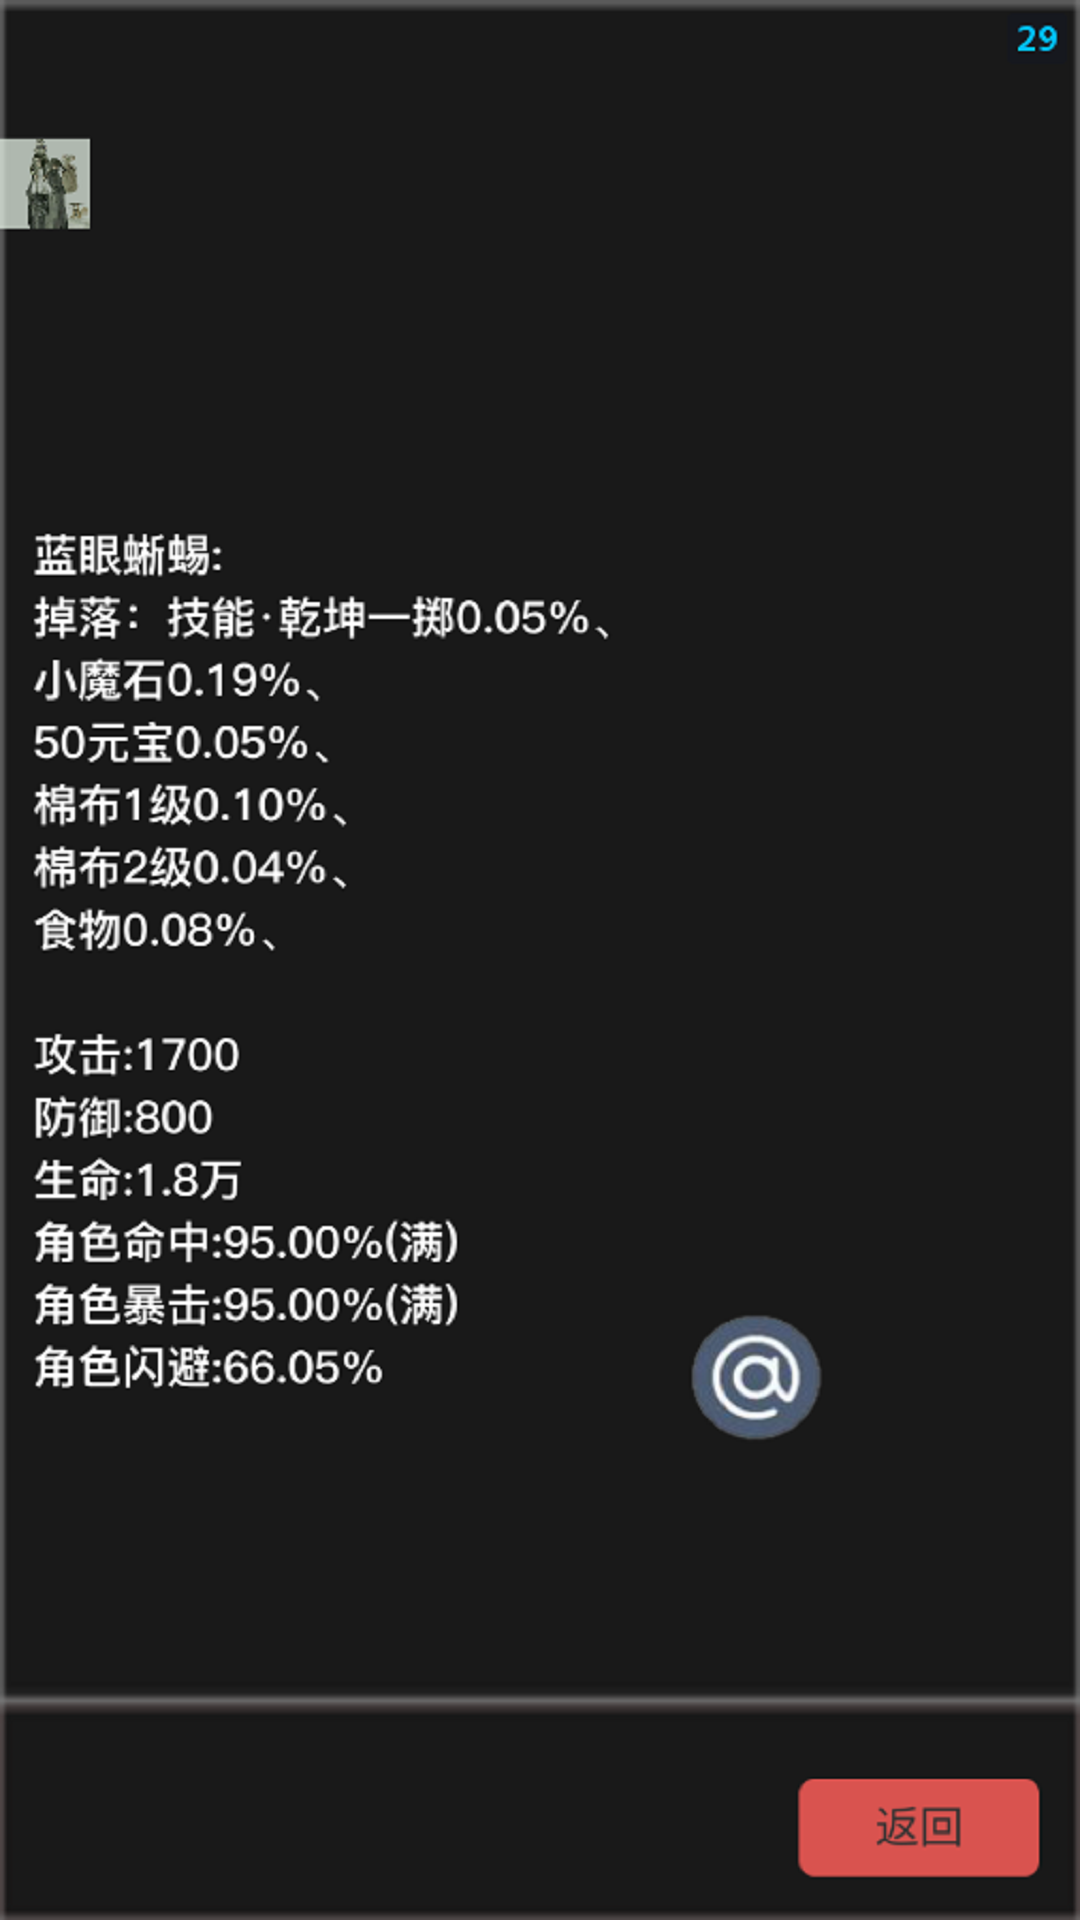 29
蓝眼蜥蜴:
掉落：技能·乾坤一掷0.05%、
小魔石0.19%、
50元宝0.05%、
棉布1级0.10%、
棉布2级0.04%、
食物0.08%、
攻击:1700
防御:800
生命:1.8万
角色命中:95.00%(满)
角色暴击:95.00%(满)
角色闪避:66.05%
@
返回